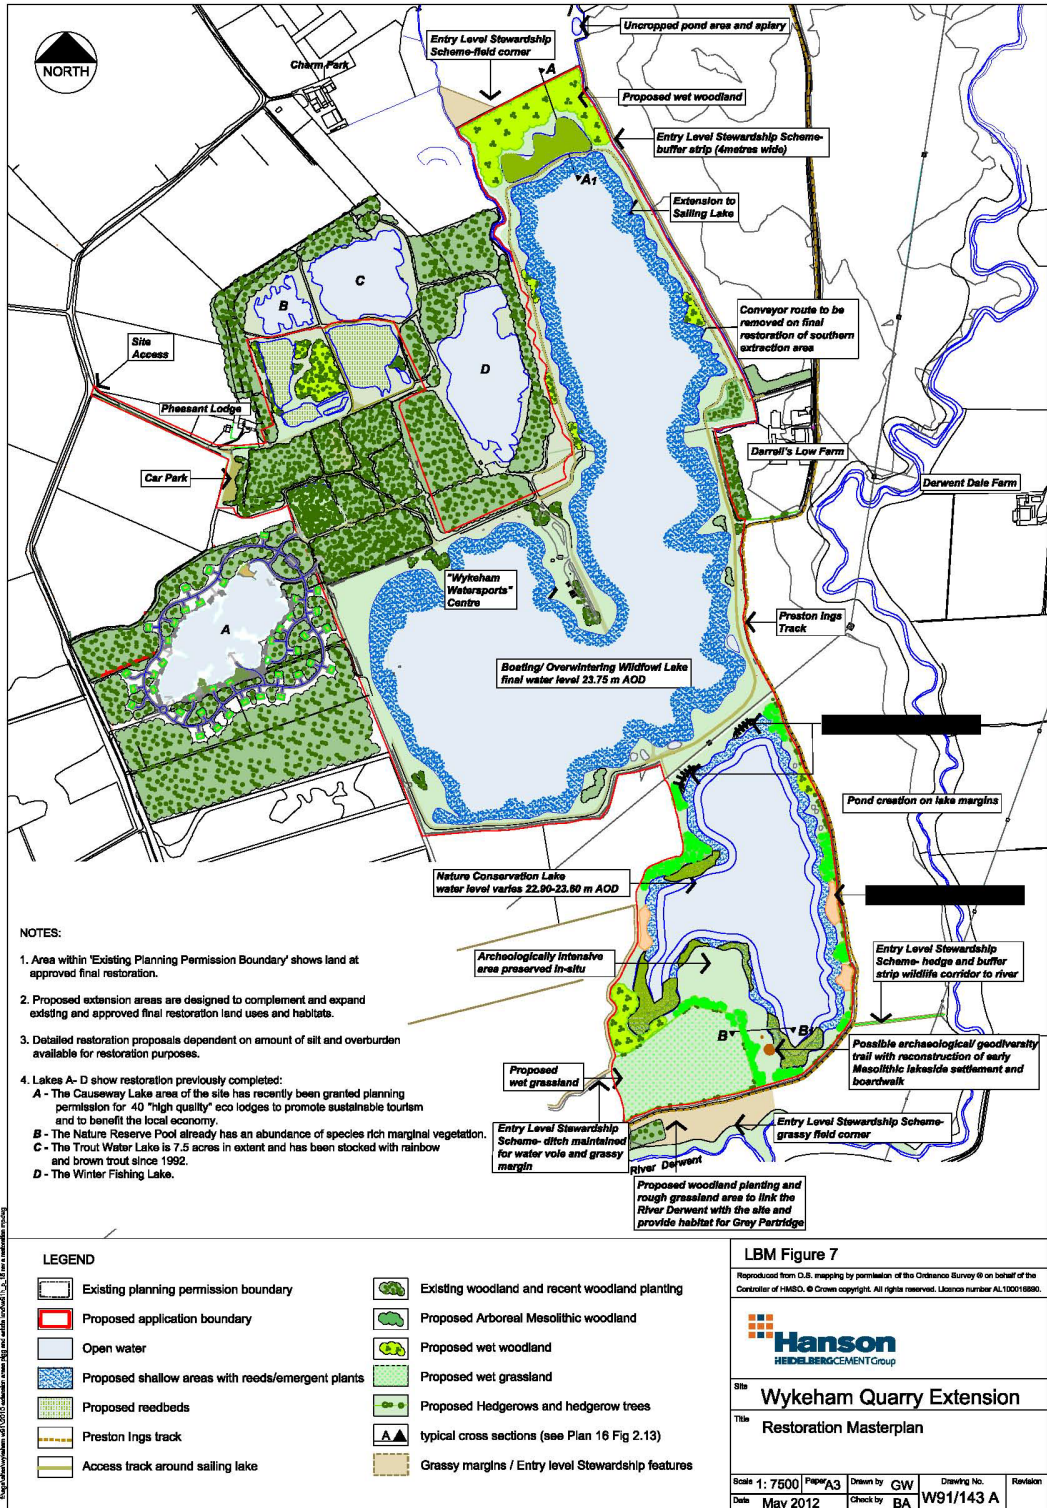 Uncropped pond area and apiary
Entry Level Stewardship
Scheme-field corner
A
NORTH
Charm Park
Proposed wet woodland
Entry Level Stewardship Scheme-
buffer strip (4metres wide)
A1
Extension to
Sailing Lake
C
B
Conveyor route to be
removed on final
restoration of southern
extraction area
Site
Access
D
Pheasant Lodge
Darrell's Low Farm
Car Park
Derwent Dale Farm
"Wykeham
Watersports"
Centre
Preston Ings
Track
A
Boating/ Overwintering Wildfowl Lake
final water level 23.75 m AOD
Pond creation on lake margins
Nature Conservation Lake
water level varies 22.90-23.60 m AOD
NOTES:
1. Area within 'Existing Planning Permission Boundary' shows land at
approved final restoration.
2. Proposed extension areas are designed to complement and expand
existing and approved final restoration land uses and habitats.
3. Detailed restoration proposals dependent on amount of silt and overburden
available for restoration purposes.
4. Lakes A- D show restoration previously completed:
A - The Causeway Lake area of the site has recently been granted planning
permission for 40 "high quality" eco lodges to promote sustainable tourism
and to benefit the local economy.
B - The Nature Reserve Pool already has an abundance of species rich marginal vegetation.
C - The Trout Water Lake is 7.5 acres in extent and has been stocked with rainbow
and brown trout since 1992.
D - The Winter Fishing Lake.
Archeologically intensive
area preserved in-situ
Entry Level Stewardship
Scheme- hedge and buffer
strip wildlife corridor to river
B
B1
Possible archaeological/ geodiversity
trail with reconstruction of early
Mesolithic lakeside settlement and
boardwalk
Proposed
wet grassland
Entry Level Stewardship
Scheme- ditch maintained
for water vole and grassy
margin
Entry Level Stewardship Scheme-
grassy field corner
River Derwent
Proposed woodland planting and
rough grassland area to link the
River Derwent with the site and
provide habitat for Grey Partridge
LEGEND
Existing planning permission boundary
Proposed application boundary
Open water
Proposed shallow areas with reeds/emergent plants
Proposed reedbeds
Preston Ings track
Access track around sailing lake
Existing woodland and recent woodland planting
Proposed Arboreal Mesolithic woodland
Proposed wet woodland
Proposed wet grassland
Proposed Hedgerows and hedgerow trees
A
typical cross sections (see Plan 16 Fig 2.13)
Grassy margins / Entry level Stewardship features
LBM Figure 7
Reproduced from O.S. mapping by permission of the Ordnance Survey ® on behalf of the
Controller of HMSO. © Crown copyright. All rights reserved. Licence number AL100016890.
Hanson
HEIDELBERGCEMENT Group
Site
Wykeham Quarry Extension
Title
Restoration Masterplan
Scale 1: 7500 Paper A3 Drawn by GW Drawing No. Revision
Date May 2012 Check by BA W91/143 A